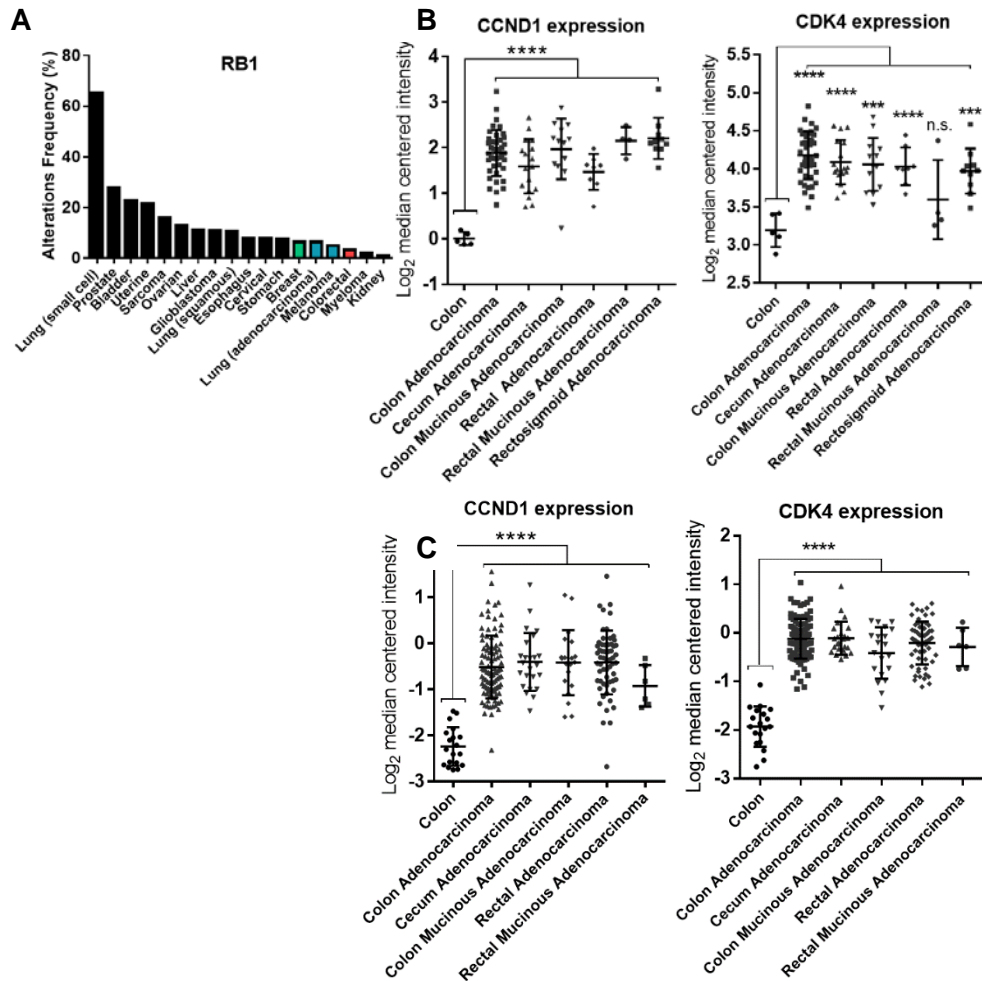 A
RB1
Alterations Frequency (%)
80
60
40
20
0
Lung (small cell)
Prostate
Bladder
Uterine
Sarcoma
Ovarian
Liver
Glioblastoma
Lung (squamous)
Esophagus
Cervical
Stomach
Breast
Lung (adenocarcinoma)
Melanoma
Colorectal
Myeloma
Kidney
B
CCND1 expression
****
Log2 median centered intensity
4
3
2
1
0
-1
Colon
Colon Adenocarcinoma
Cecum Adenocarcinoma
Colon Mucinous Adenocarcinoma
Rectal Adenocarcinoma
Rectal Mucinous Adenocarcinoma
Rectosigmoid Adenocarcinoma
CDK4 expression
****
****
***
****
n.s.
***
Log2 median centered intensity
5.5
5.0
4.5
4.0
3.5
3.0
2.5
Colon
Colon Adenocarcinoma
Cecum Adenocarcinoma
Colon Mucinous Adenocarcinoma
Rectal Adenocarcinoma
Rectal Mucinous Adenocarcinoma
Rectosigmoid Adenocarcinoma
C
CCND1 expression
****
Log2 median centered intensity
1
-0
-1
-2
-3
Colon
Colon Adenocarcinoma
Cecum Adenocarcinoma
Colon Mucinous Adenocarcinoma
Rectal Adenocarcinoma
Rectal Mucinous Adenocarcinoma
CDK4 expression
****
Log2 median centered intensity
2
1
-0
-1
-2
-3
Colon
Colon Adenocarcinoma
Cecum Adenocarcinoma
Colon Mucinous Adenocarcinoma
Rectal Adenocarcinoma
Rectal Mucinous Adenocarcinoma